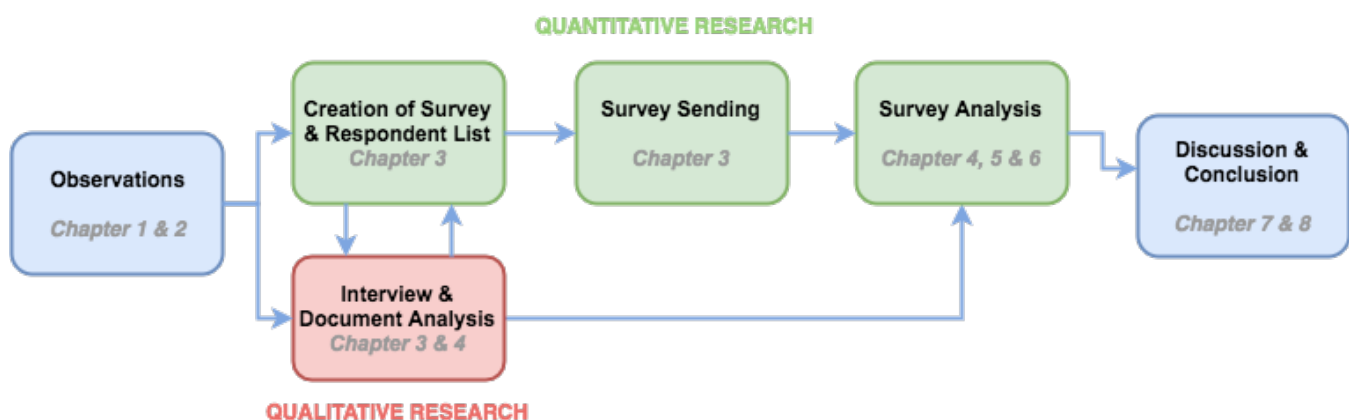 QUANTITATIVE RESEARCH
Observations
Chapter 1 & 2
Creation of Survey
& Respondent List
Chapter 3
Interview &
Document Analysis
Chapter 3 & 4
QUALITATIVE RESEARCH
Survey Sending
Chapter 3
Survey Analysis
Chapter 4, 5 & 6
Discussion &
Conclusion
Chapter 7 & 8